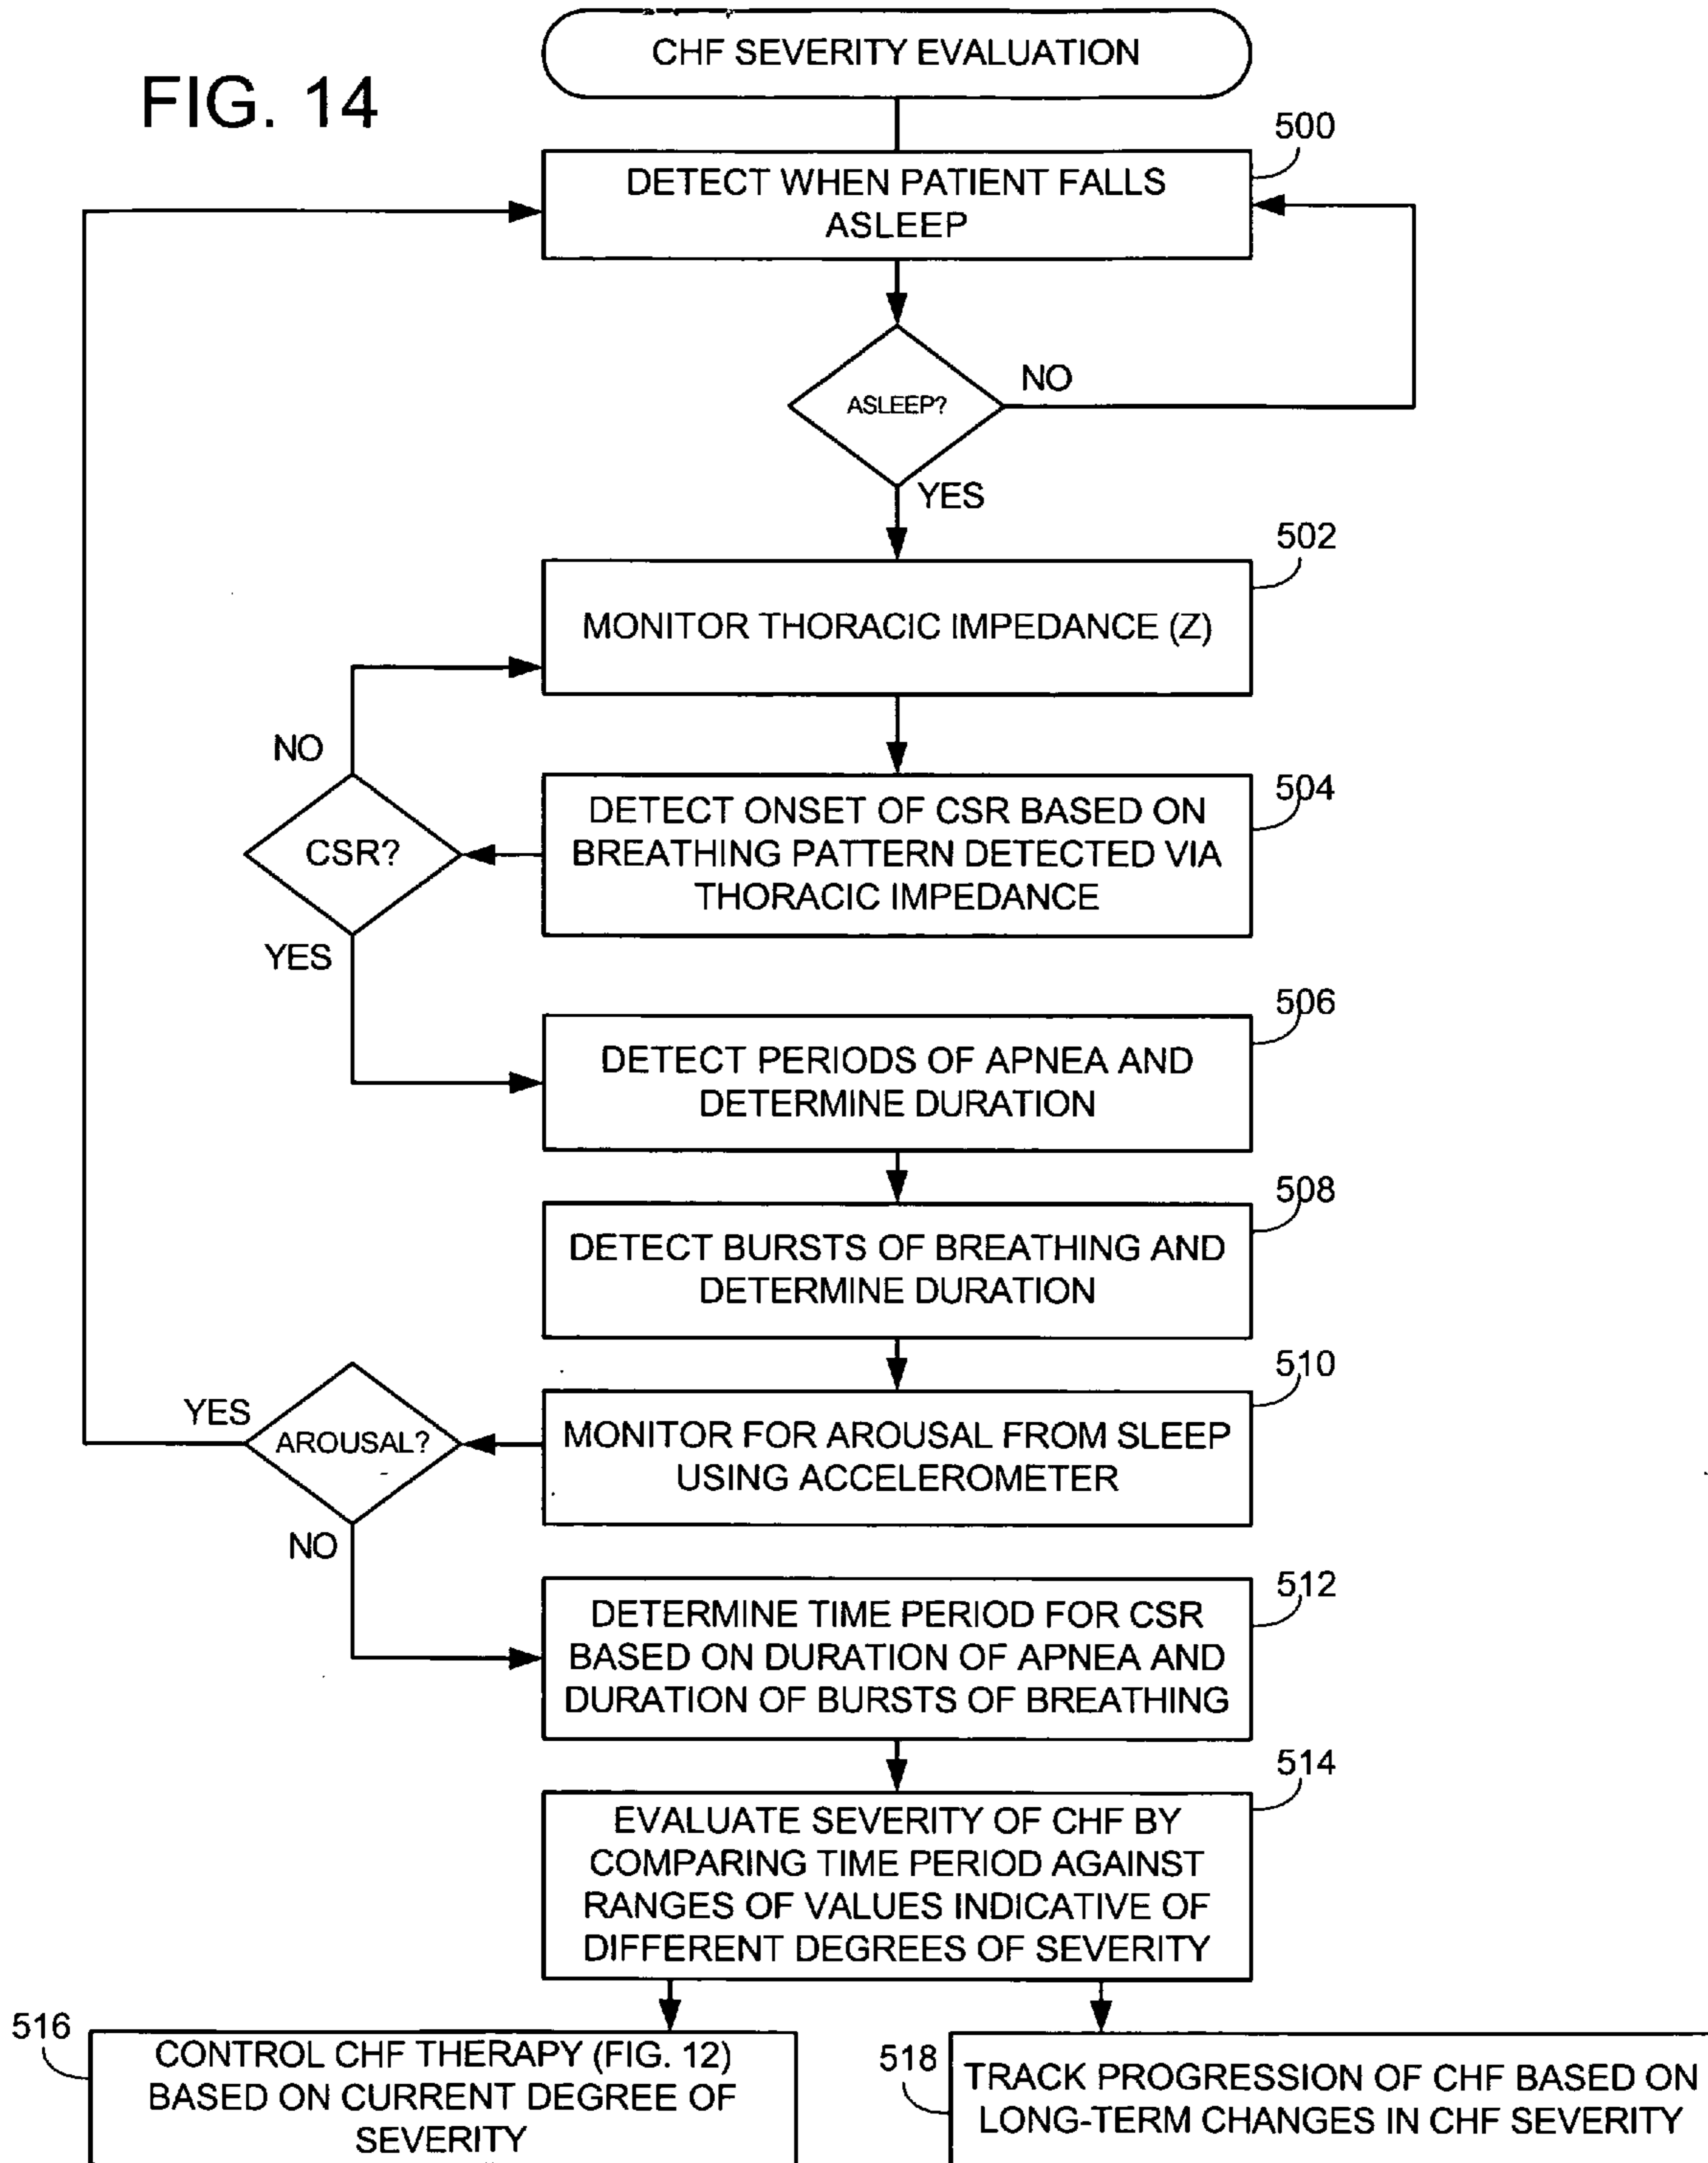 FIG. 14
CHF SEVERITY EVALUATION
500
DETECT WHEN PATIENT FALLS
ASLEEP
ASLEEP?
NO
YES
502
MONITOR THORACIC IMPEDANCE (Z)
NO
504
DETECT ONSET OF CSR BASED ON
BREATHING PATTERN DETECTED VIA
THORACIC IMPEDANCE
CSR?
YES
506
DETECT PERIODS OF APNEA AND
DETERMINE DURATION
508
DETECT BURSTS OF BREATHING AND
DETERMINE DURATION
510
MONITOR FOR AROUSAL FROM SLEEP
USING ACCELEROMETER
YES
AROUSAL?
NO
512
DETERMINE TIME PERIOD FOR CSR
BASED ON DURATION OF APNEA AND
DURATION OF BURSTS OF BREATHING
514
EVALUATE SEVERITY OF CHF BY
COMPARING TIME PERIOD AGAINST
RANGES OF VALUES INDICATIVE OF
DIFFERENT DEGREES OF SEVERITY
516
CONTROL CHF THERAPY (FIG. 12)
BASED ON CURRENT DEGREE OF
SEVERITY
518
TRACK PROGRESSION OF CHF BASED ON
LONG-TERM CHANGES IN CHF SEVERITY